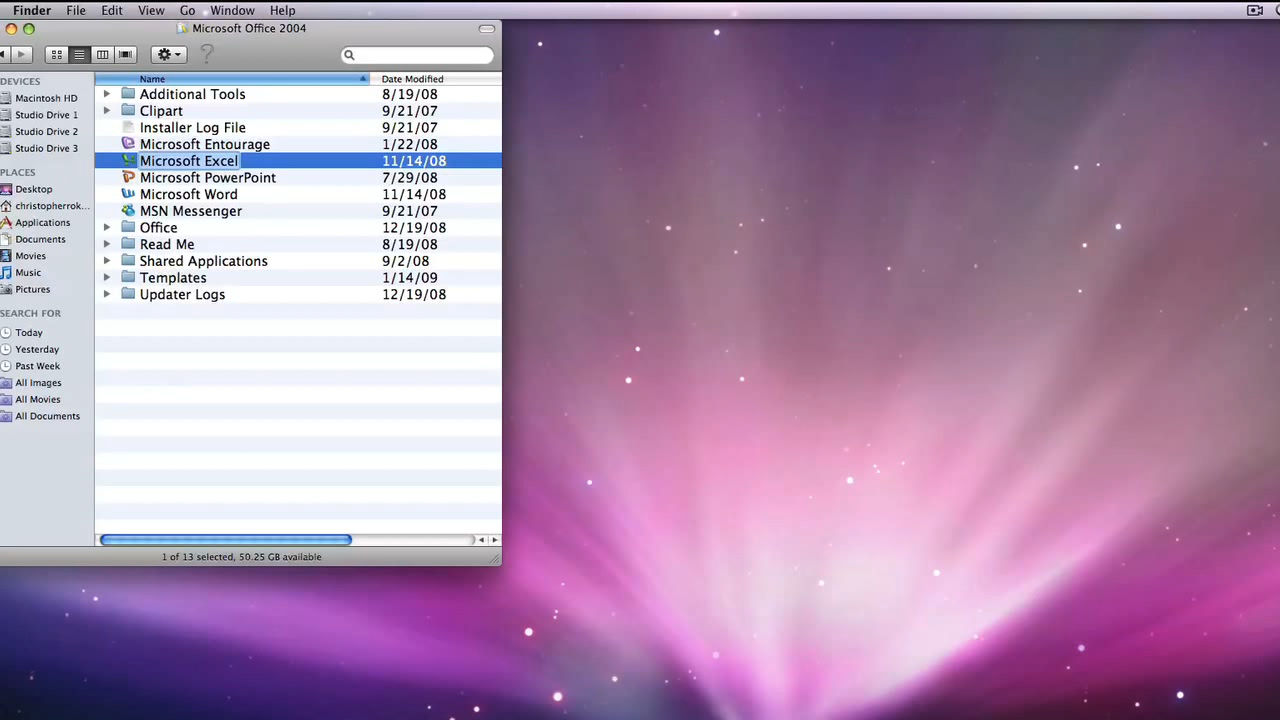 Finder File Edit View Go Window Help
Microsoft Office 2004
?
DEVICES
Macintosh HD
Studio Drive 1
Studio Drive 2
Studio Drive 3
PLACES
Desktop
christopherrok...
Applications
Documents
Movies
Music
Pictures
SEARCH FOR
Today
Yesterday
Past Week
All Images
All Movies
All Documents
Name Date Modified
Additional Tools 8/19/08
Clipart 9/21/07
Installer Log File 9/21/07
Microsoft Entourage 1/22/08
Microsoft Excel 11/14/08
Microsoft PowerPoint 7/29/08
Microsoft Word 11/14/08
MSN Messenger 9/21/07
Office 12/19/08
Read Me 8/19/08
Shared Applications 9/2/08
Templates 1/14/09
Updater Logs 12/19/08
1 of 13 selected, 50.25 GB available